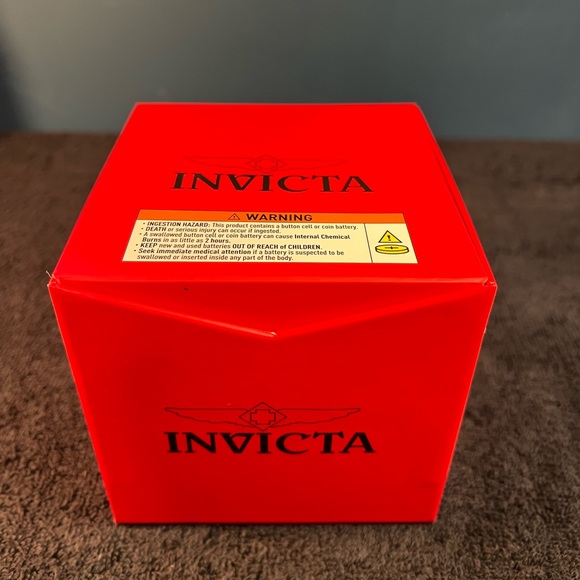 INVICTA
⚠ WARNING
• INGESTION HAZARD: This product contains a button cell or coin battery.
• DEATH or serious injury can occur if ingested.
• A swallowed button cell or coin battery can cause Internal Chemical
Burns in as little as 2 hours.
• KEEP new and used batteries OUT OF REACH of CHILDREN.
• Seek immediate medical attention if a battery is suspected to be
swallowed or inserted inside any part of the body.
INVICTA